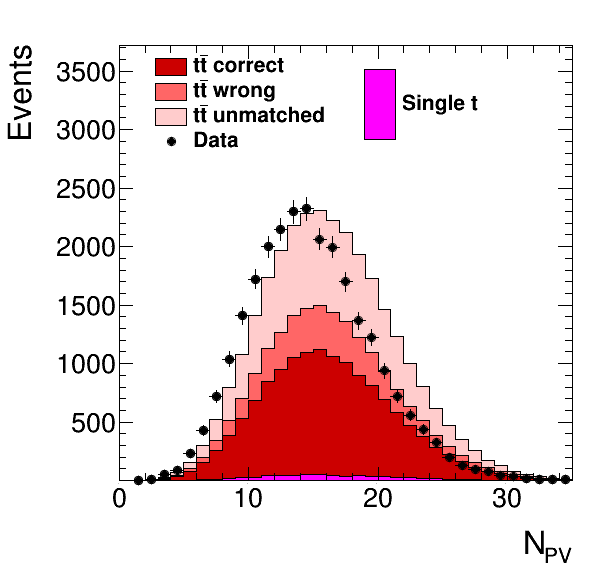 Events
3500
3000
2500
2000
1500
1000
500
0 10 20 30
N_PV
tt̄ correct
tt̄ wrong
tt̄ unmatched
Data
Single t